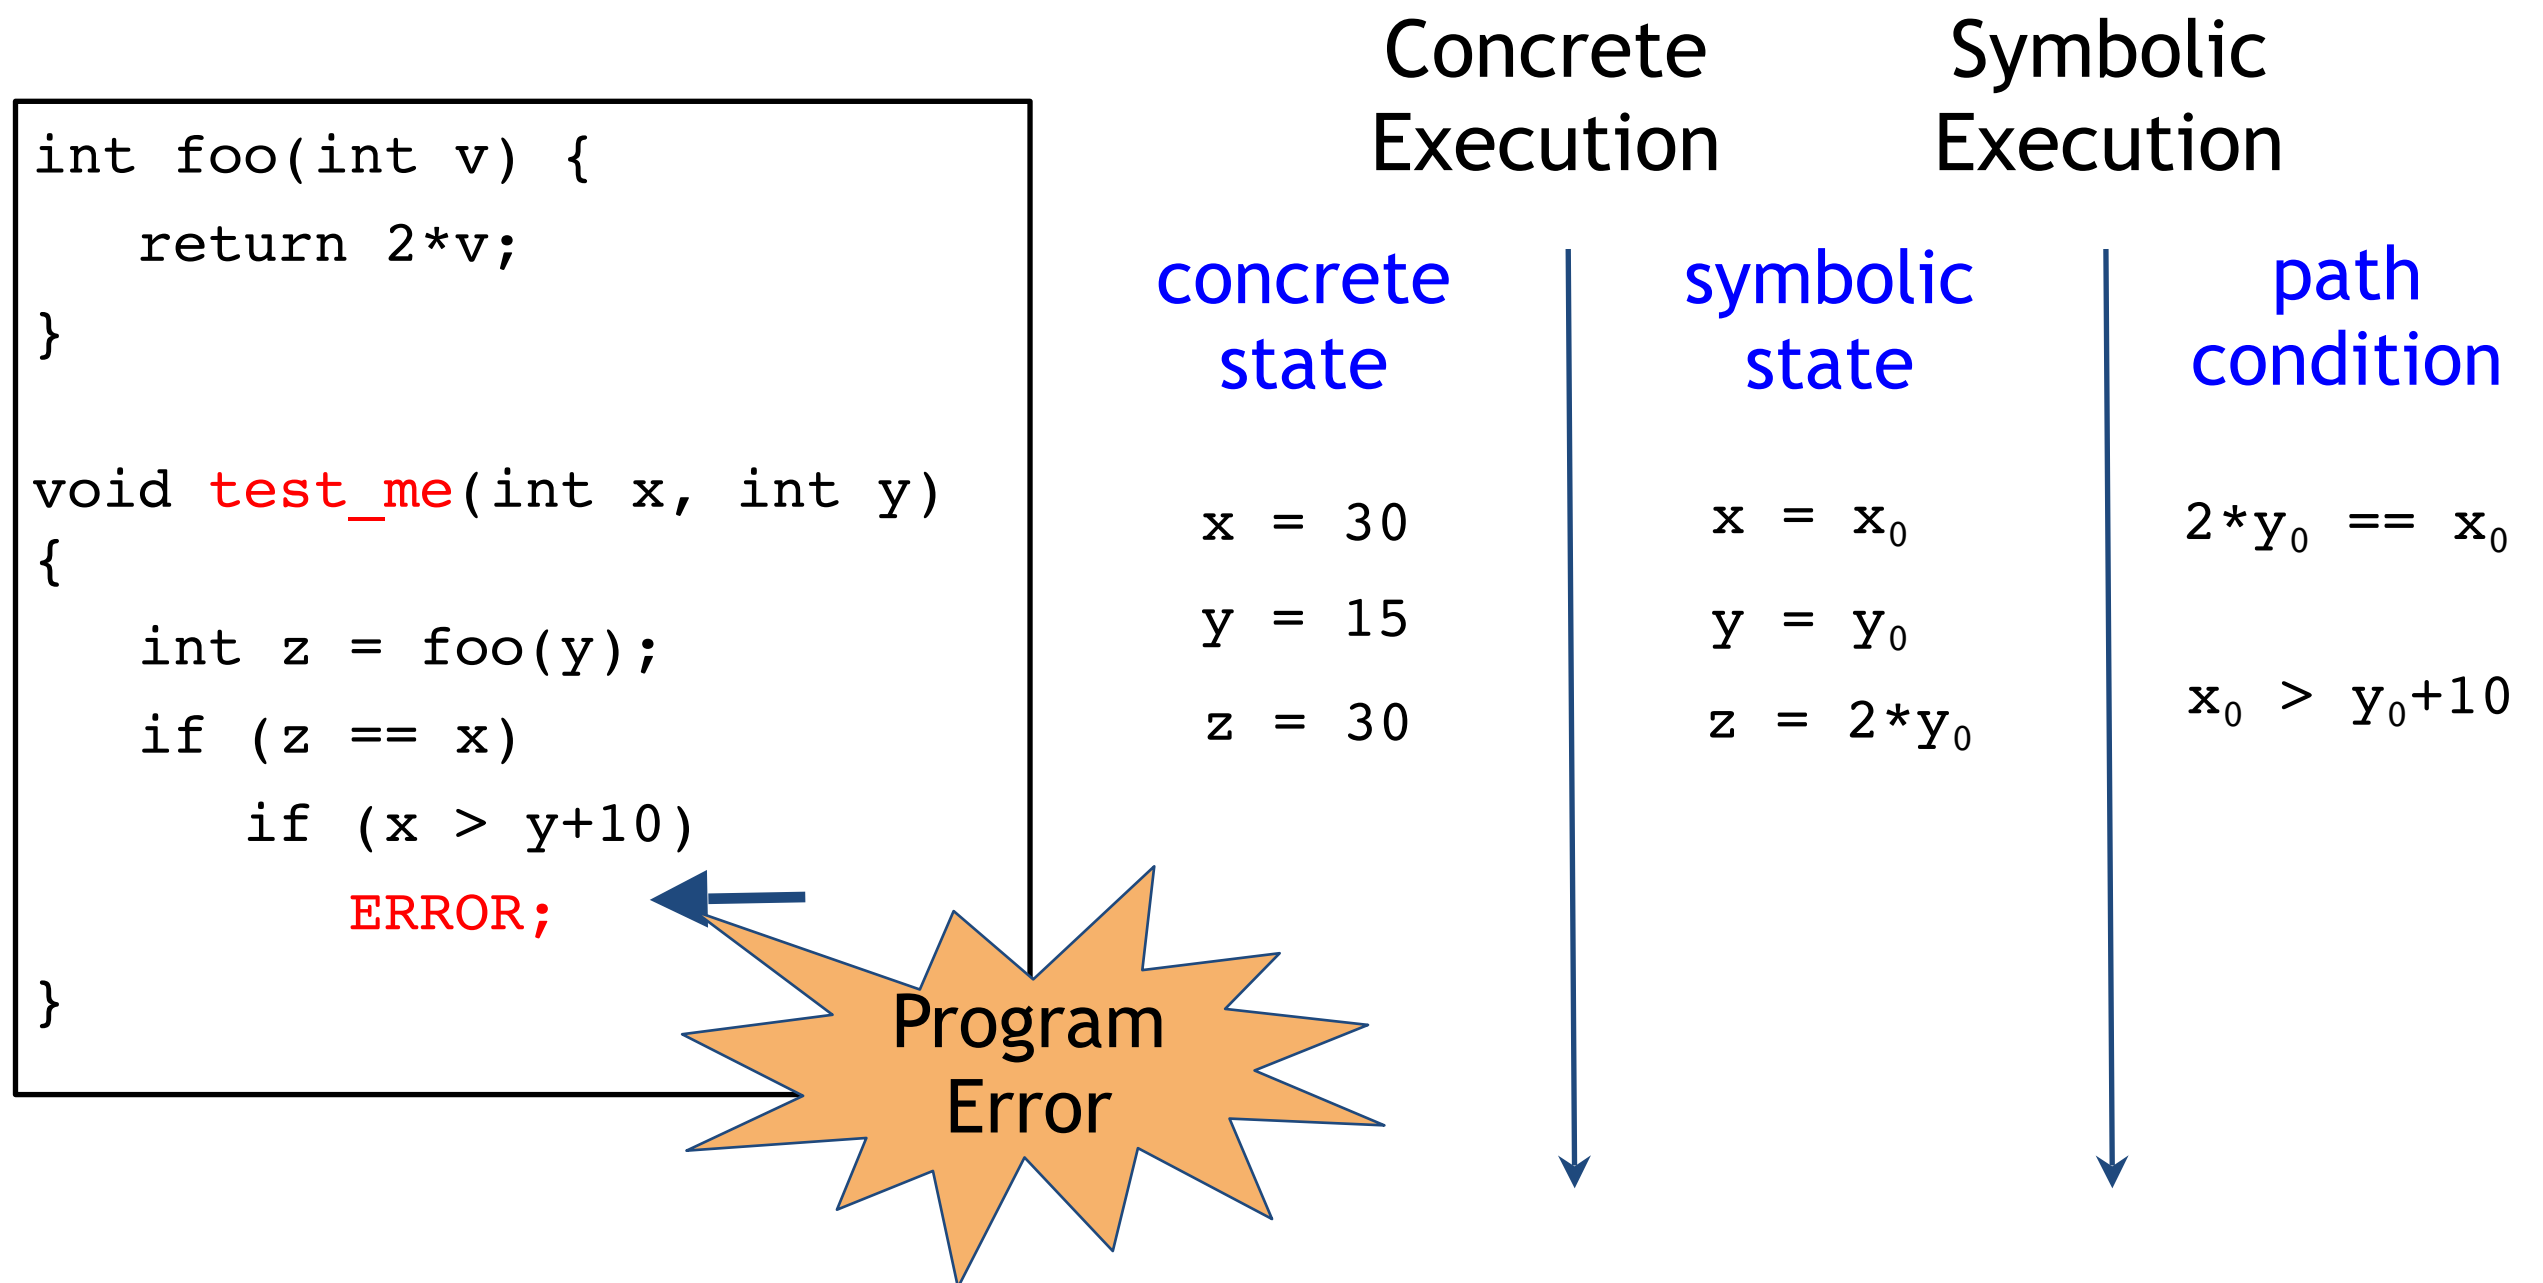 Concrete
Execution
Symbolic
Execution
int foo(int v) {
return 2*v;
}
void test_me(int x, int y)
{
int z = foo(y);
if (z == x)
if (x > y+10)
ERROR;
}
Program
Error
concrete
state
x = 30
y = 15
z = 30
symbolic
state
x = x₀
y = y₀
z = 2*y₀
path
condition
2*y₀ == x₀
x₀ > y₀+10